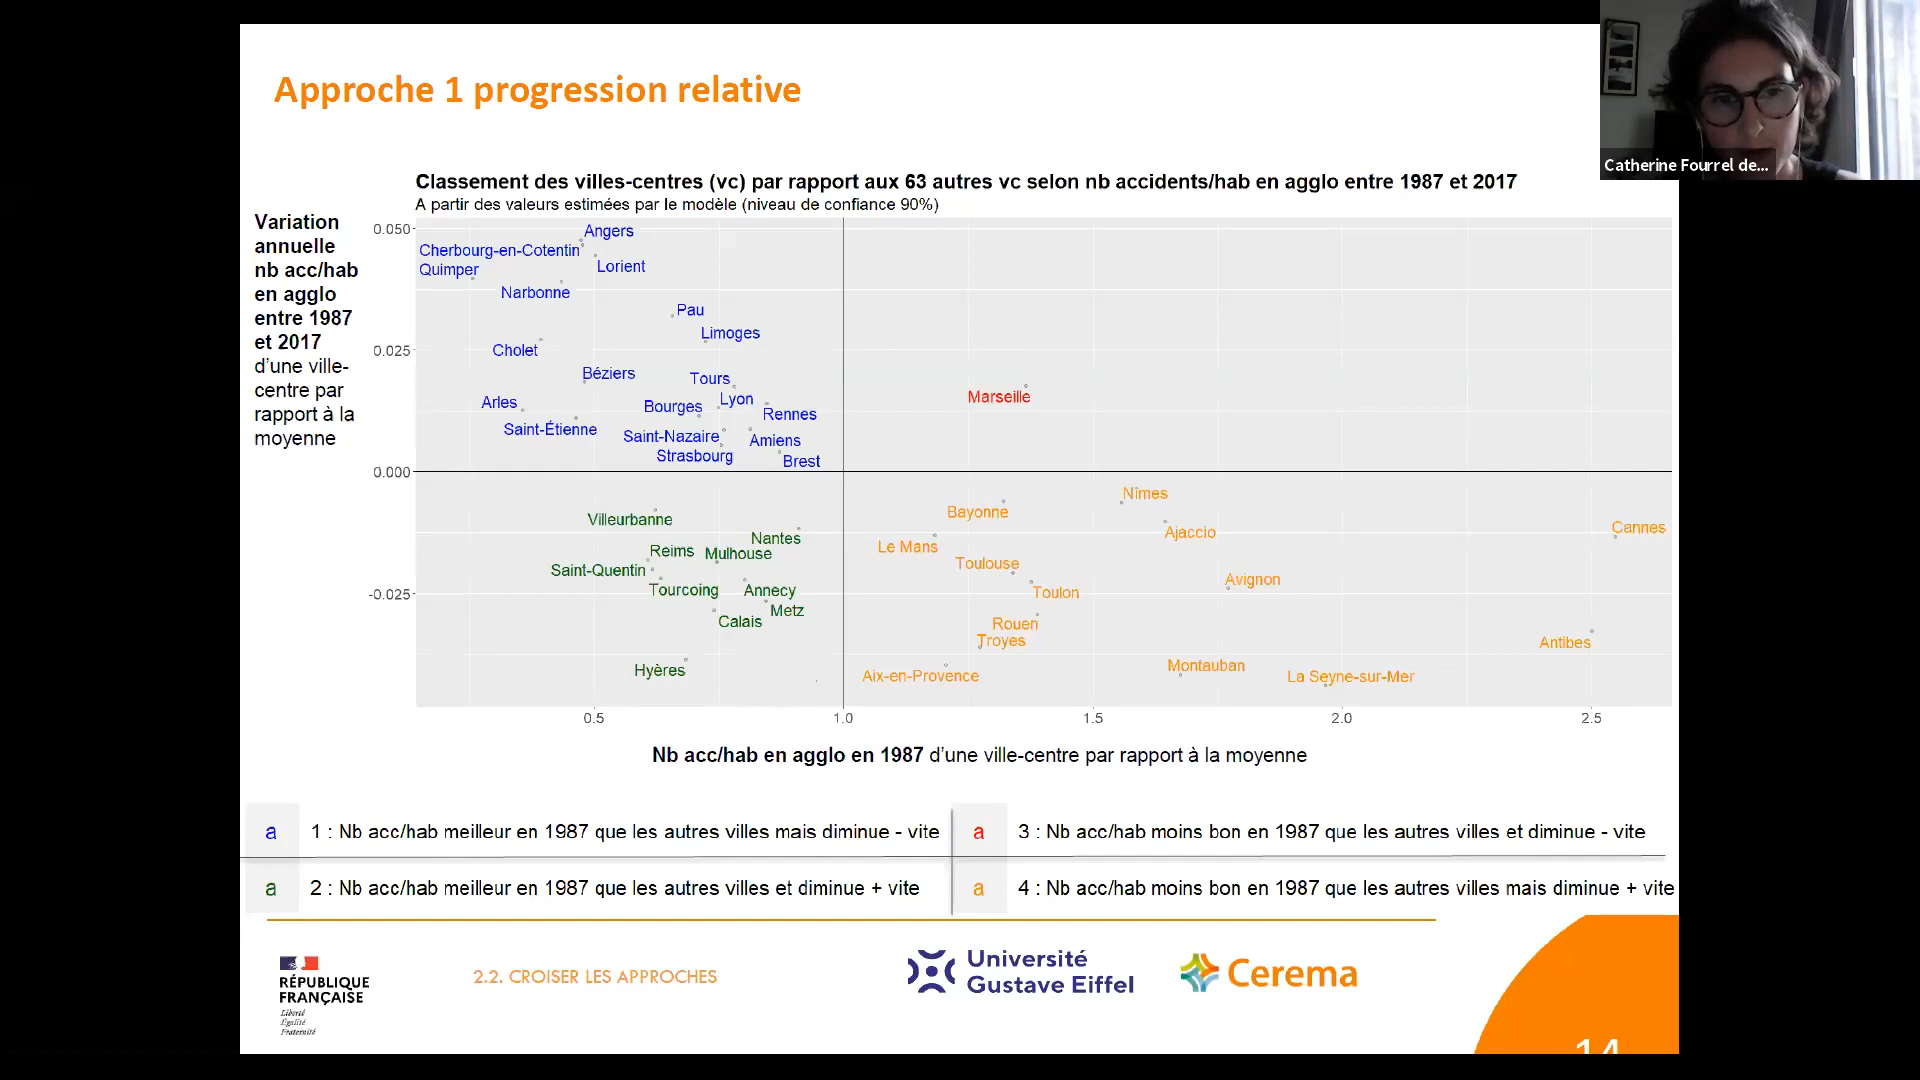 Approche 1 progression relative
Catherine Fourrel de...
Classement des villes-centres (vc) par rapport aux 63 autres vc selon nb accidents/hab en agglo entre 1987 et 2017
A partir des valeurs estimées par le modèle (niveau de confiance 90%)
Variation
annuelle
nb acc/hab
en agglo
entre 1987
et 2017
d'une ville-
centre par
rapport à la
moyenne
0.050
0.025
0.000
-0.025
Angers
Cherbourg-en-Cotentin
Lorient
Quimper
Narbonne
Pau
Limoges
Cholet
Béziers
Tours
Arles
Lyon
Bourges
Rennes
Saint-Étienne
Saint-Nazaire
Amiens
Strasbourg
Brest
Marseille
Villeurbanne
Nantes
Reims
Mulhouse
Saint-Quentin
Tourcoing
Annecy
Metz
Calais
Hyères
Nîmes
Bayonne
Cannes
Ajaccio
Le Mans
Toulouse
Avignon
Toulon
Rouen
Troyes
Antibes
Montauban
Aix-en-Provence
La Seyne-sur-Mer
0.5
1.0
1.5
2.0
2.5
Nb acc/hab en agglo en 1987 d'une ville-centre par rapport à la moyenne
a 1 : Nb acc/hab meilleur en 1987 que les autres villes mais diminue - vite
a 3 : Nb acc/hab moins bon en 1987 que les autres villes et diminue - vite
a 2 : Nb acc/hab meilleur en 1987 que les autres villes et diminue + vite
a 4 : Nb acc/hab moins bon en 1987 que les autres villes mais diminue + vite
RÉPUBLIQUE
FRANÇAISE
Liberté
Égalité
Fraternité
2.2. CROISER LES APPROCHES
Université
Gustave Eiffel
Cerema
14